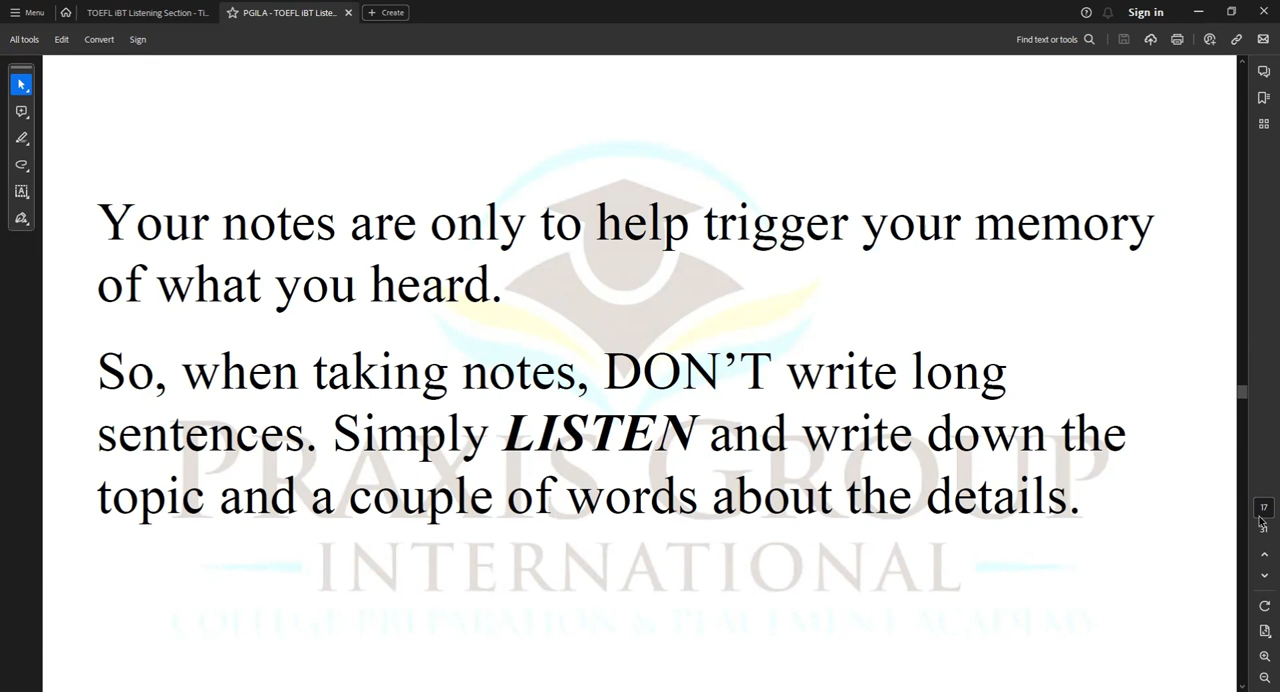 Menu
TOEFL iBT Listening Section - Ti...
PGILA - TOEFL iBT Liste...
Create
Sign in
All tools
Edit
Convert
Sign
Find text or tools
Your notes are only to help trigger your memory
of what you heard.
So, when taking notes, DON’T write long
sentences. Simply LISTEN and write down the
topic and a couple of words about the details.
PRAXIS GROUP
INTERNATIONAL
COLLEGE PREPARATION & PLACEMENT ACADEMY
17
31